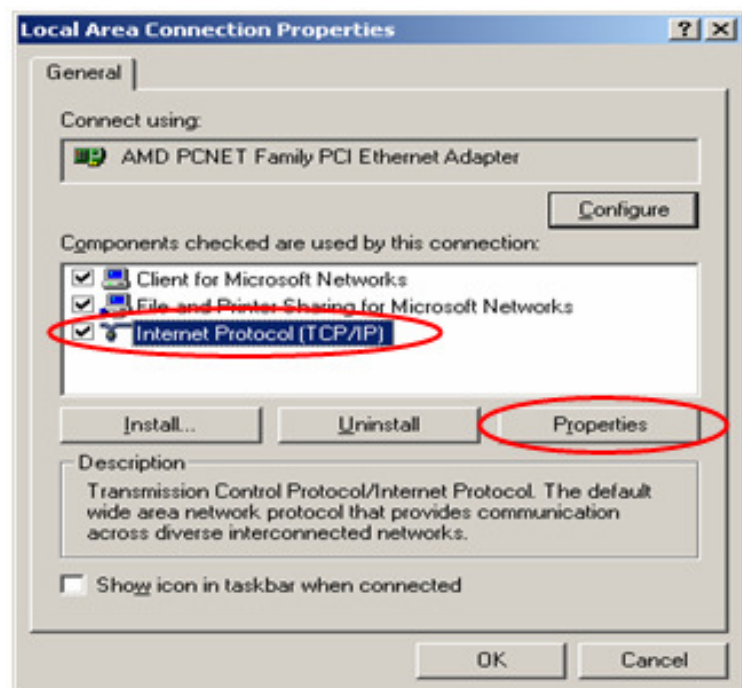 Local Area Connection Properties
General
Connect using:
AMD PCNET Family PCI Ethernet Adapter
Configure
Components checked are used by this connection:
Client for Microsoft Networks
File and Printer Sharing for Microsoft Networks
Internet Protocol (TCP/IP)
Install... Uninstall Properties
Description
Transmission Control Protocol/Internet Protocol. The default
wide area network protocol that provides communication
across diverse interconnected networks.
Show icon in taskbar when connected
OK Cancel